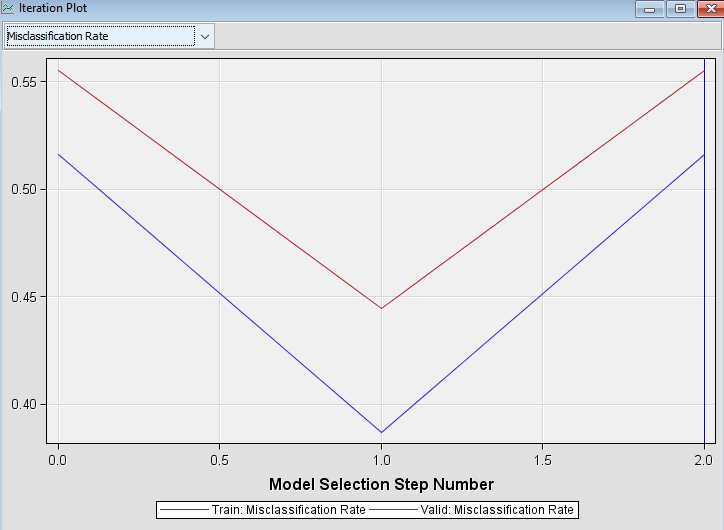 Iteration Plot
Misclassification Rate
0.55
0.50
0.45
0.40
0.0 0.5 1.0 1.5 2.0
Model Selection Step Number
Train: Misclassification Rate Valid: Misclassification Rate